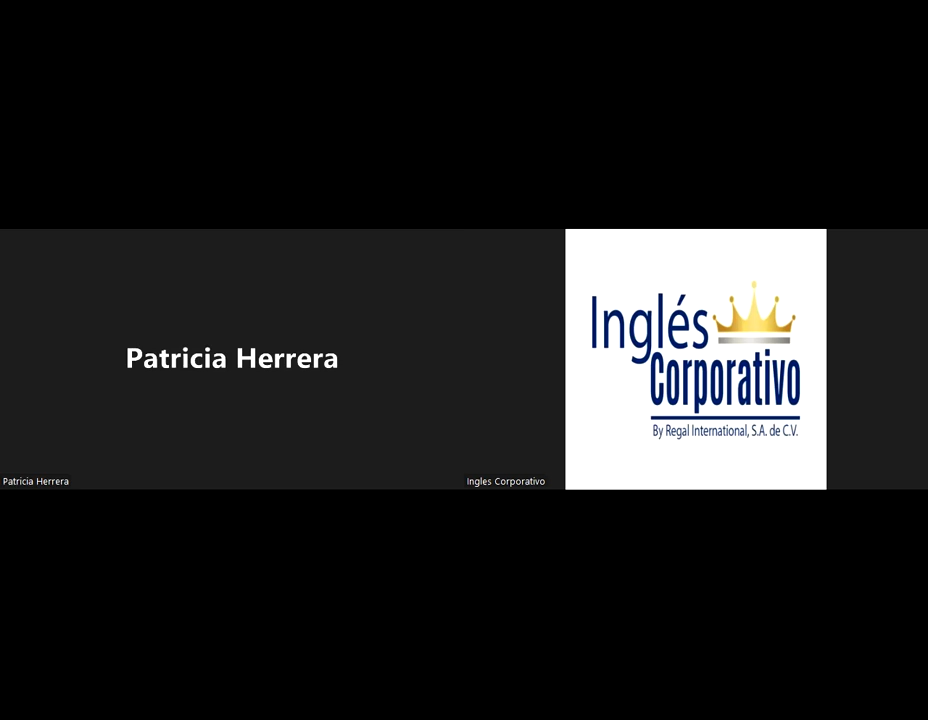 Patricia Herrera
Inglés
Corporativo
By Regal International, S.A. de C.V.
Patricia Herrera
Ingles Corporativo